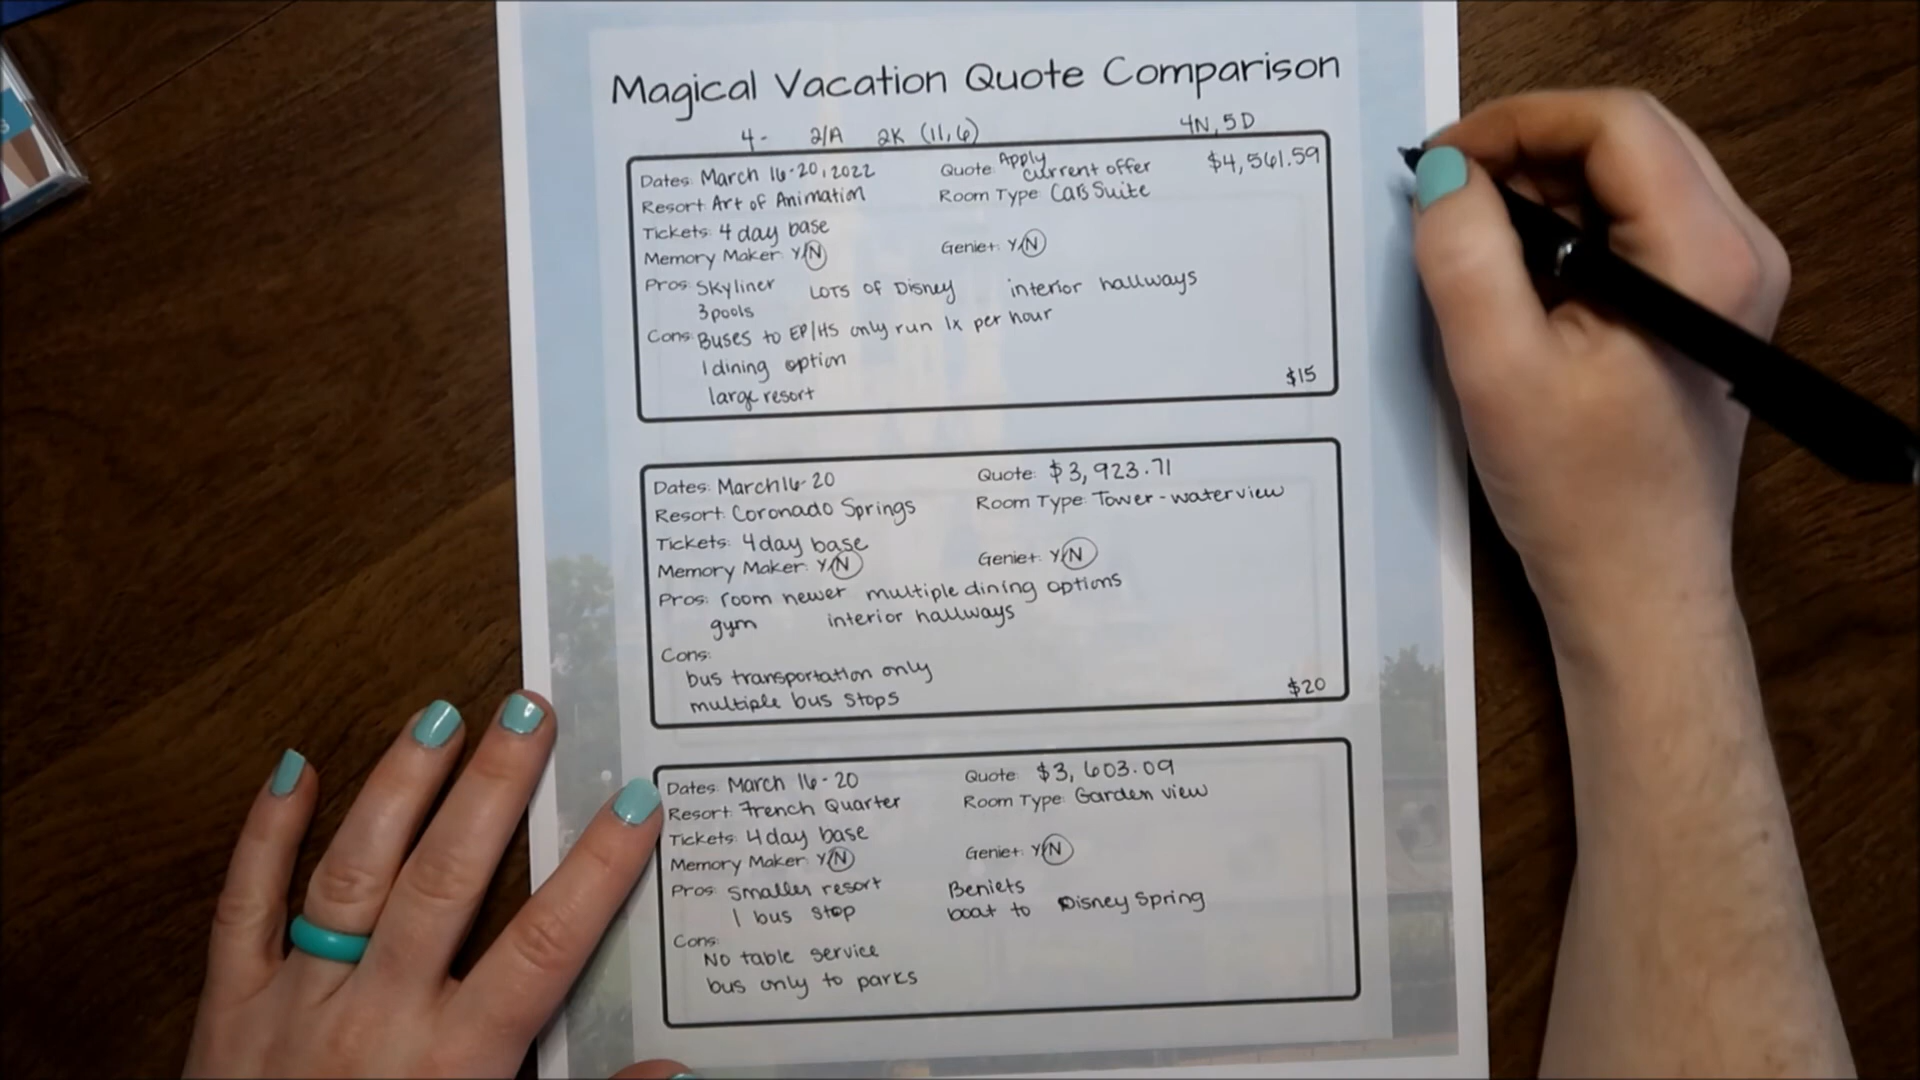 Magical Vacation Quote Comparison
4 - 2/A 2K (11,6) 4N, 5D
Dates: March 16-20, 2022 Quote: Apply current offer $4,561.59
Resort: Art of Animation Room Type: Cars Suite
Tickets: 4 day base
Memory Maker: Y/N Genie+: Y/N
Pros: Skyliner LOTS OF Disney interior hallways
3 pools
Cons: Buses to EP/HS only run 1x per hour
1 dining option
large resort $15
Dates: March 16-20 Quote: $3,923.71
Resort: Coronado Springs Room Type: Tower - waterview
Tickets: 4 day base
Memory Maker: Y/N Genie+: Y/N
Pros: room newer multiple dining options
gym interior hallways
Cons:
bus transportation only
multiple bus stops $20
Dates: March 16-20 Quote: $3,603.09
Resort: French Quarter Room Type: Garden view
Tickets: 4 day base
Memory Maker: Y/N Genie+: Y/N
Pros: smaller resort Beniets
1 bus stop boat to Disney Spring
Cons:
No table service
bus only to parks